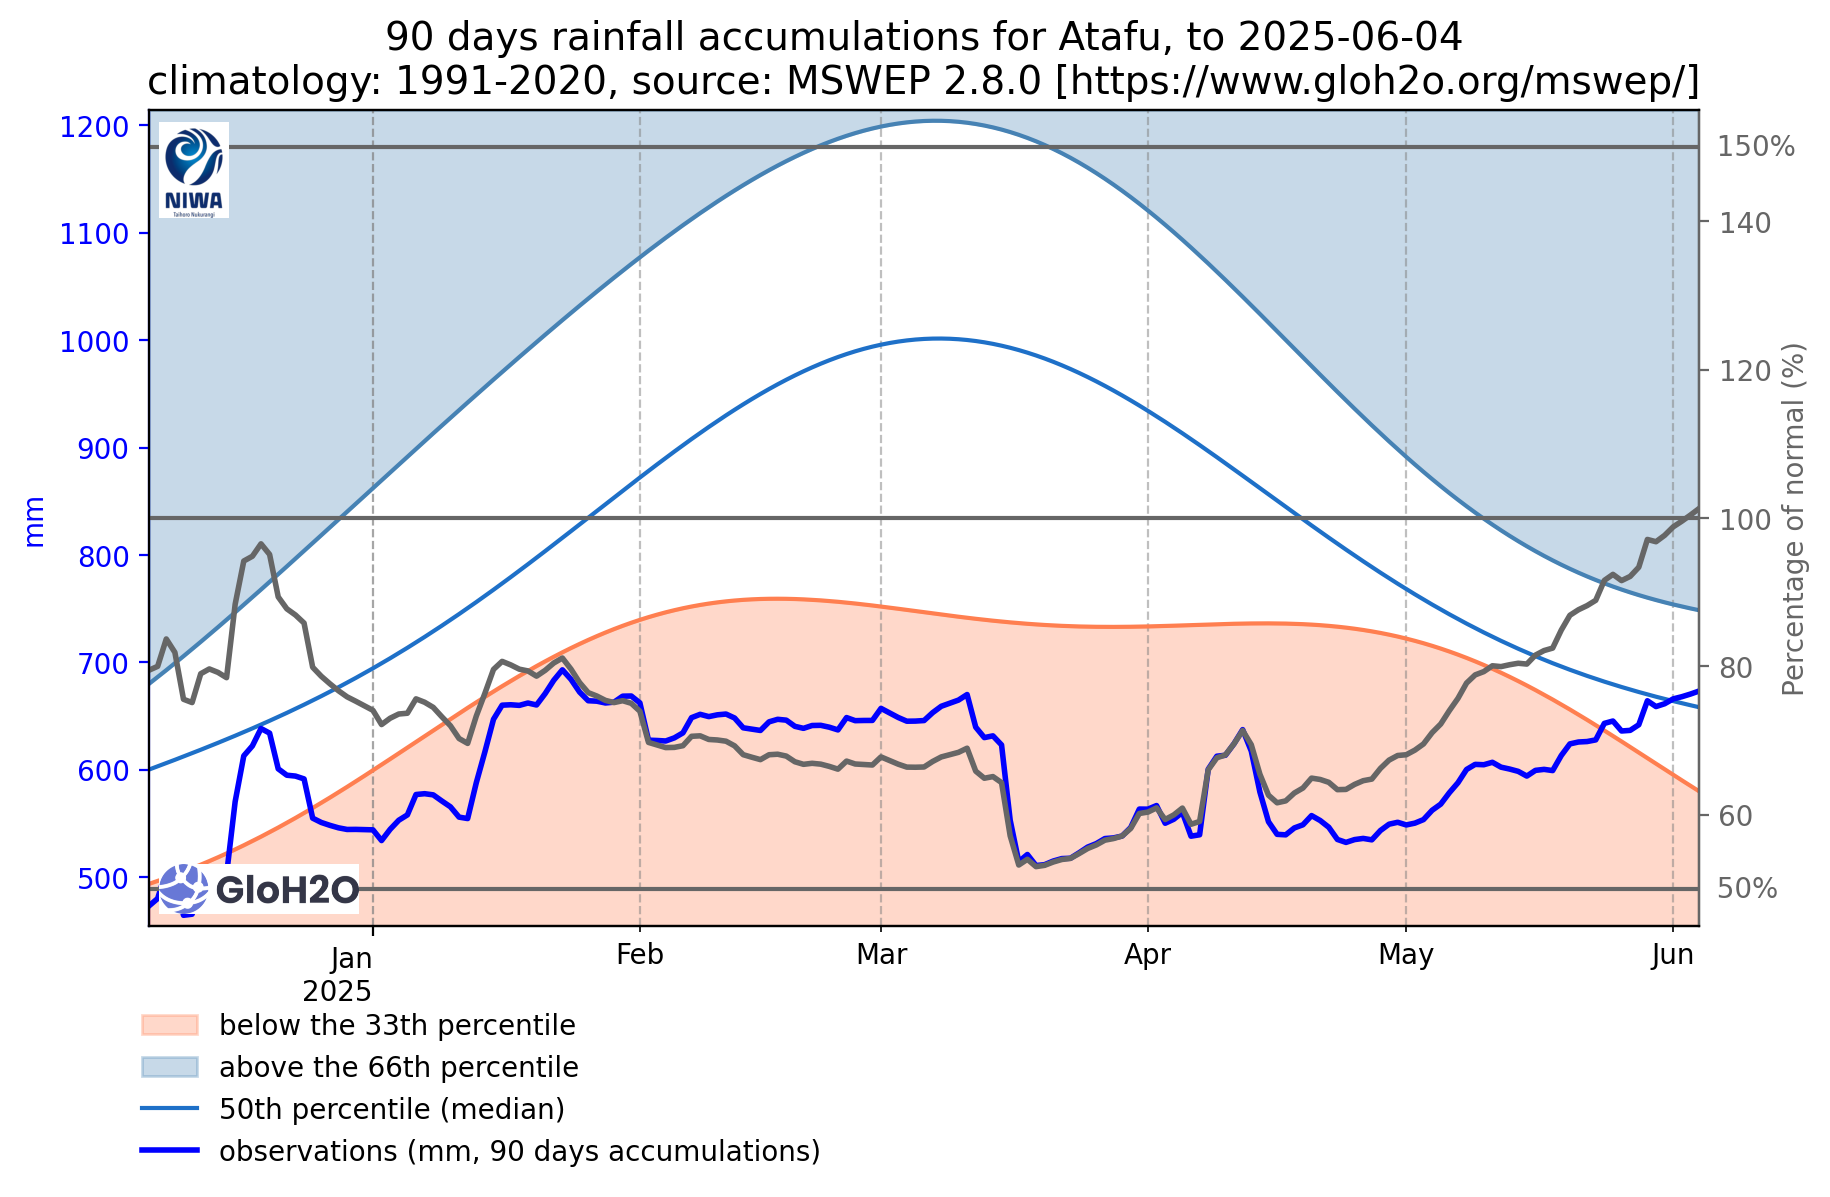 90 days rainfall accumulations for Atafu, to 2025-06-04
climatology: 1991-2020, source: MSWEP 2.8.0 [https://www.gloh2o.org/mswep/]
1200
1100
1000
900
800
700
600
500
mm
150%
140
120
100
80
60
50%
Percentage of normal (%)
NIWA
Taihoro Nukurangi
GloH2O
Jan
2025
Feb
Mar
Apr
May
Jun
below the 33th percentile
above the 66th percentile
50th percentile (median)
observations (mm, 90 days accumulations)